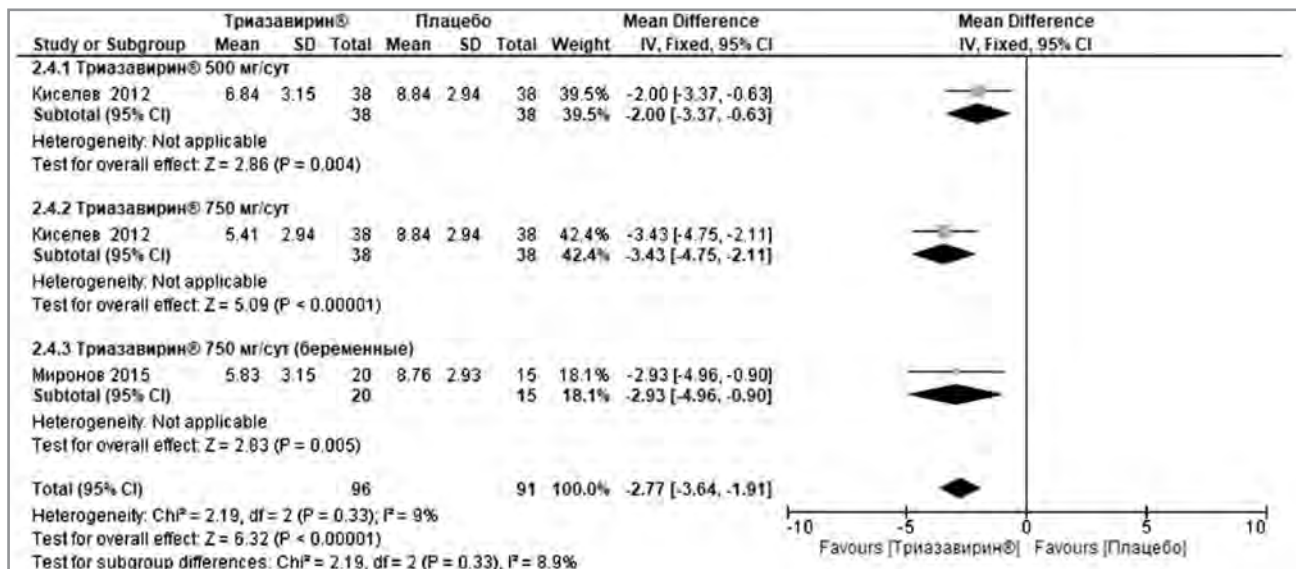 Триазавирин® Плацебо Mean Difference Mean Difference
Study or Subgroup Mean SD Total Mean SD Total Weight IV, Fixed, 95% CI IV, Fixed, 95% CI
2.4.1 Триазавирин® 500 мг/сут
Киселев 2012 6.84 3.15 38 8.84 2.94 38 39.5% -2.00 [-3.37, -0.63]
Subtotal (95% CI) 38 38 39.5% -2.00 [-3.37, -0.63]
Heterogeneity: Not applicable
Test for overall effect: Z = 2.86 (P = 0.004)
2.4.2 Триазавирин® 750 мг/сут
Киселев 2012 5.41 2.94 38 8.84 2.94 38 42.4% -3.43 [-4.75, -2.11]
Subtotal (95% CI) 38 38 42.4% -3.43 [-4.75, -2.11]
Heterogeneity: Not applicable
Test for overall effect: Z = 5.09 (P < 0.00001)
2.4.3 Триазавирин® 750 мг/сут (беременные)
Миронов 2015 5.83 3.15 20 8.76 2.93 15 18.1% -2.93 [-4.96, -0.90]
Subtotal (95% CI) 20 15 18.1% -2.93 [-4.96, -0.90]
Heterogeneity: Not applicable
Test for overall effect: Z = 2.83 (P = 0.005)
Total (95% CI) 96 91 100.0% -2.77 [-3.64, -1.91]
Heterogeneity: Chi² = 2.19, df = 2 (P = 0.33); I² = 9%
Test for overall effect: Z = 6.32 (P < 0.00001)
Test for subgroup differences: Chi² = 2.19, df = 2 (P = 0.33), I² = 8.9%
-10 -5 0 5 10
Favours [Триазавирин®] Favours [Плацебо]